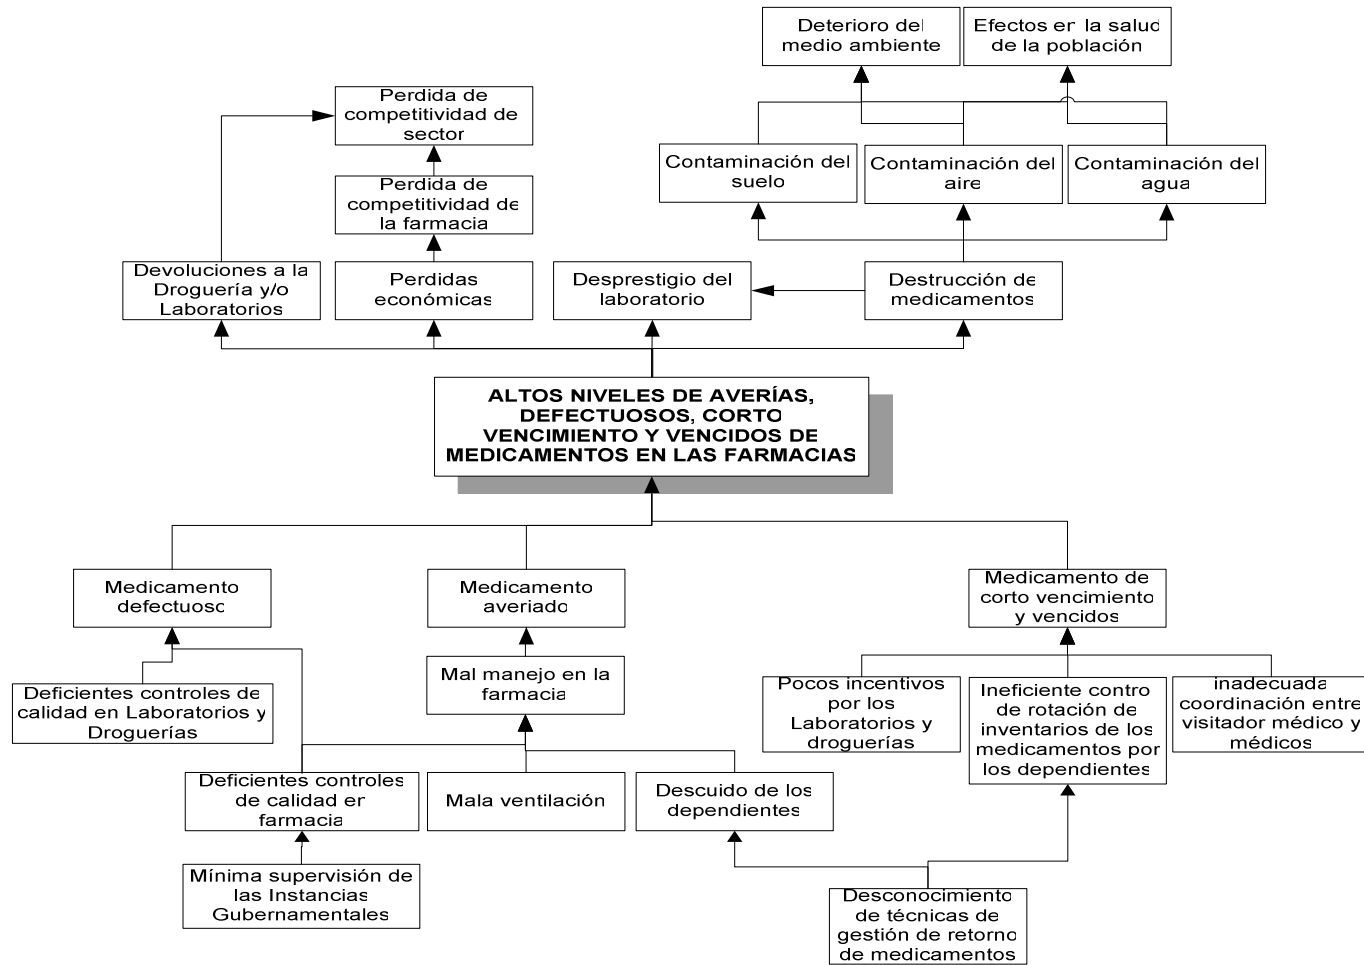 Deterioro del
medio ambiente
Efectos en la salud
de la población
Perdida de
competitividad de
sector
Contaminación del
suelo
Contaminación del
aire
Contaminación del
agua
Perdida de
competitividad de
la farmacia
Devoluciones a la
Droguería y/o
Laboratorios
Perdidas
económicas
Desprestigio del
laboratorio
Destrucción de
medicamentos
ALTOS NIVELES DE AVERÍAS,
DEFECTUOSOS, CORTO
VENCIMIENTO Y VENCIDOS DE
MEDICAMENTOS EN LAS FARMACIAS
Medicamento
defectuoso
Medicamento
averiado
Medicamento de
corto vencimiento
y vencidos
Deficientes controles de
calidad en Laboratorios y
Droguerías
Mal manejo en la
farmacia
Pocos incentivos
por los
Laboratorios y
droguerías
Ineficiente contro
de rotación de
inventarios de los
medicamentos por
los dependientes
inadecuada
coordinación entre
visitador médico y
médicos
Deficientes controles
de calidad en
farmacia
Mala ventilación
Descuido de los
dependientes
Mínima supervisión de
las Instancias
Gubernamentales
Desconocimiento
de técnicas de
gestión de retorno
de medicamentos